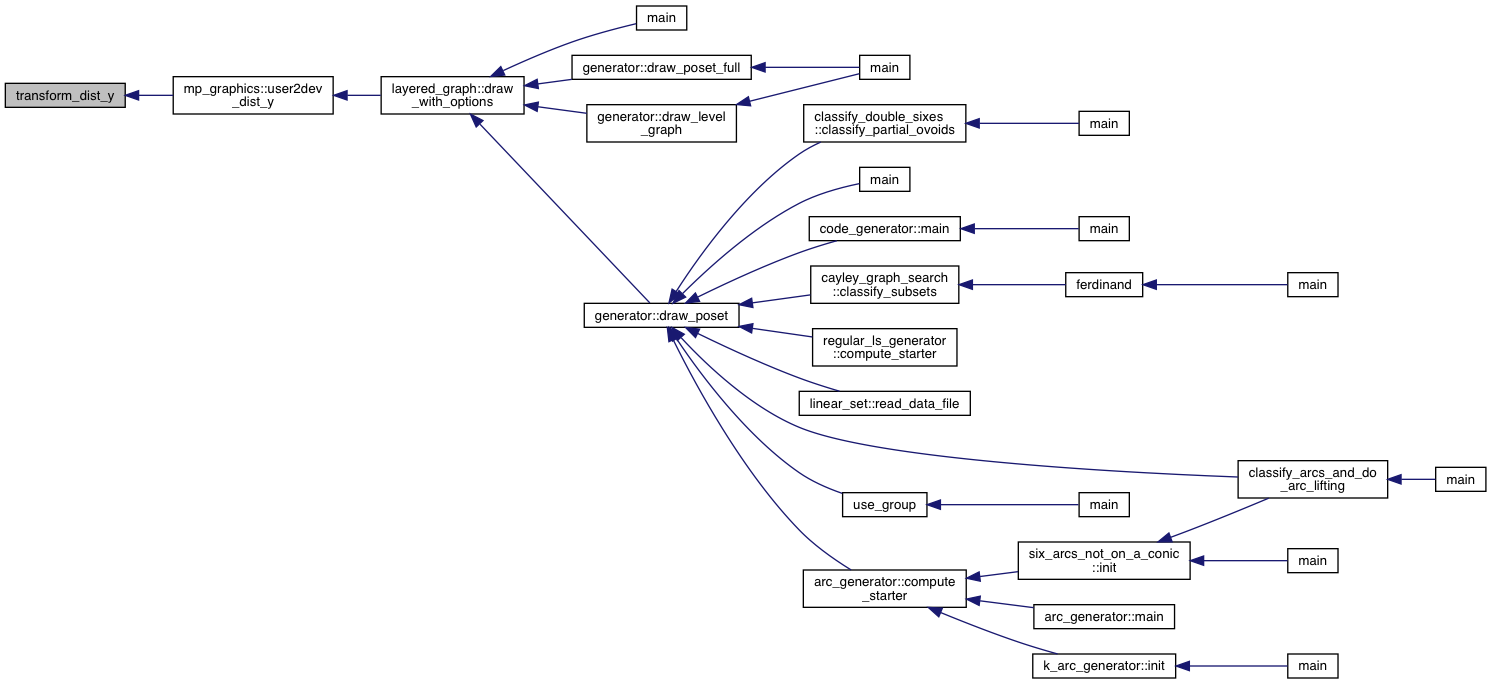 main
generator::draw_poset_full
main
transform_dist_y
mp_graphics::user2dev
_dist_y
layered_graph::draw
_with_options
generator::draw_level
_graph
classify_double_sixes
::classify_partial_ovoids
main
main
code_generator::main
main
cayley_graph_search
::classify_subsets
ferdinand
main
generator::draw_poset
regular_ls_generator
::compute_starter
linear_set::read_data_file
classify_arcs_and_do
_arc_lifting
main
use_group
main
six_arcs_not_on_a_conic
::init
main
arc_generator::compute
_starter
arc_generator::main
k_arc_generator::init
main